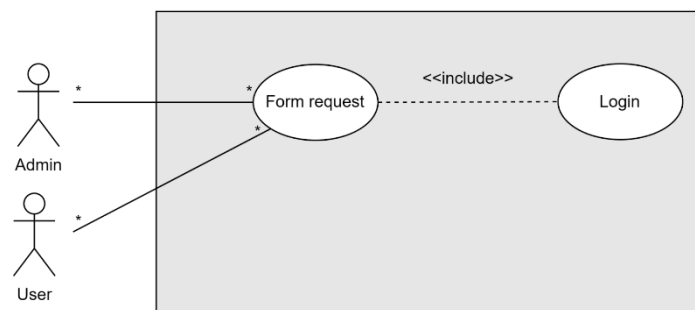 <<include>>
* *
Form request
Login
*
Admin
*
User